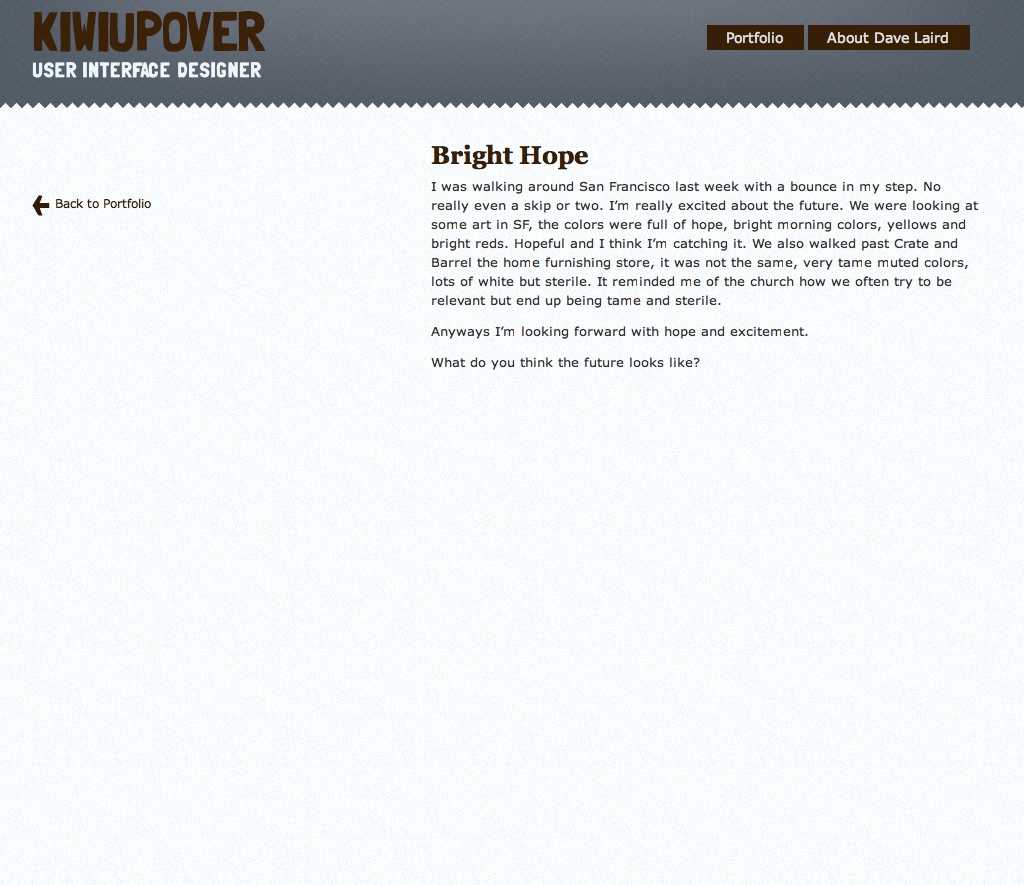 KIWIUPOVER
USER INTERFACE DESIGNER
Portfolio
About Dave Laird
Back to Portfolio
Bright Hope
I was walking around San Francisco last week with a bounce in my step. No
really even a skip or two. I’m really excited about the future. We were looking at
some art in SF, the colors were full of hope, bright morning colors, yellows and
bright reds. Hopeful and I think I’m catching it. We also walked past Crate and
Barrel the home furnishing store, it was not the same, very tame muted colors,
lots of white but sterile. It reminded me of the church how we often try to be
relevant but end up being tame and sterile.
Anyways I’m looking forward with hope and excitement.
What do you think the future looks like?